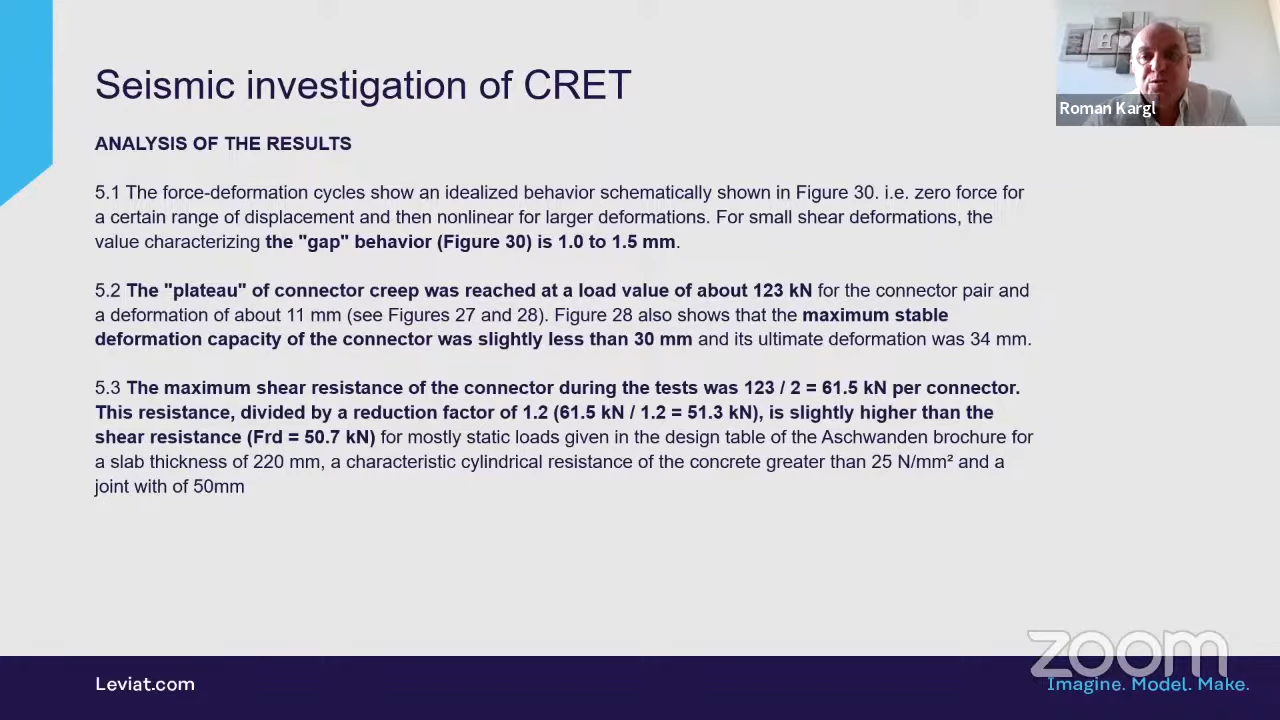 Seismic investigation of CRET
ANALYSIS OF THE RESULTS
5.1 The force-deformation cycles show an idealized behavior schematically shown in Figure 30. i.e. zero force for
a certain range of displacement and then nonlinear for larger deformations. For small shear deformations, the
value characterizing the "gap" behavior (Figure 30) is 1.0 to 1.5 mm.
5.2 The "plateau" of connector creep was reached at a load value of about 123 kN for the connector pair and
a deformation of about 11 mm (see Figures 27 and 28). Figure 28 also shows that the maximum stable
deformation capacity of the connector was slightly less than 30 mm and its ultimate deformation was 34 mm.
5.3 The maximum shear resistance of the connector during the tests was 123 / 2 = 61.5 kN per connector.
This resistance, divided by a reduction factor of 1.2 (61.5 kN / 1.2 = 51.3 kN), is slightly higher than the
shear resistance (Frd = 50.7 kN) for mostly static loads given in the design table of the Aschwanden brochure for
a slab thickness of 220 mm, a characteristic cylindrical resistance of the concrete greater than 25 N/mm² and a
joint with of 50mm
H
Roman Kargl
zoom
Leviat.com
Imagine. Model. Make.